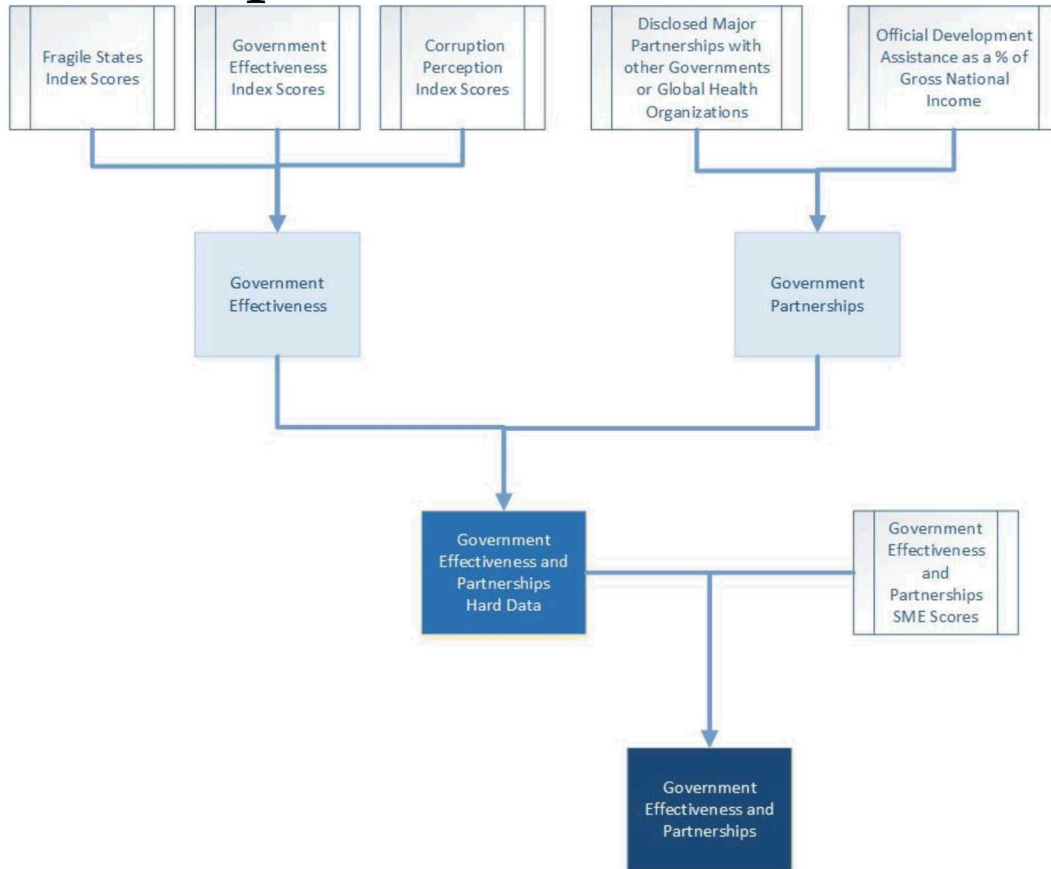 Fragile States
Index Scores
Government
Effectiveness
Index Scores
Corruption
Perception
Index Scores
Disclosed Major
Partnerships with
other Governments
or Global Health
Organizations
Official Development
Assistance as a % of
Gross National
Income
Government
Effectiveness
Government
Partnerships
Government
Effectiveness and
Partnerships
Hard Data
Government
Effectiveness
and
Partnerships
SME Scores
Government
Effectiveness and
Partnerships